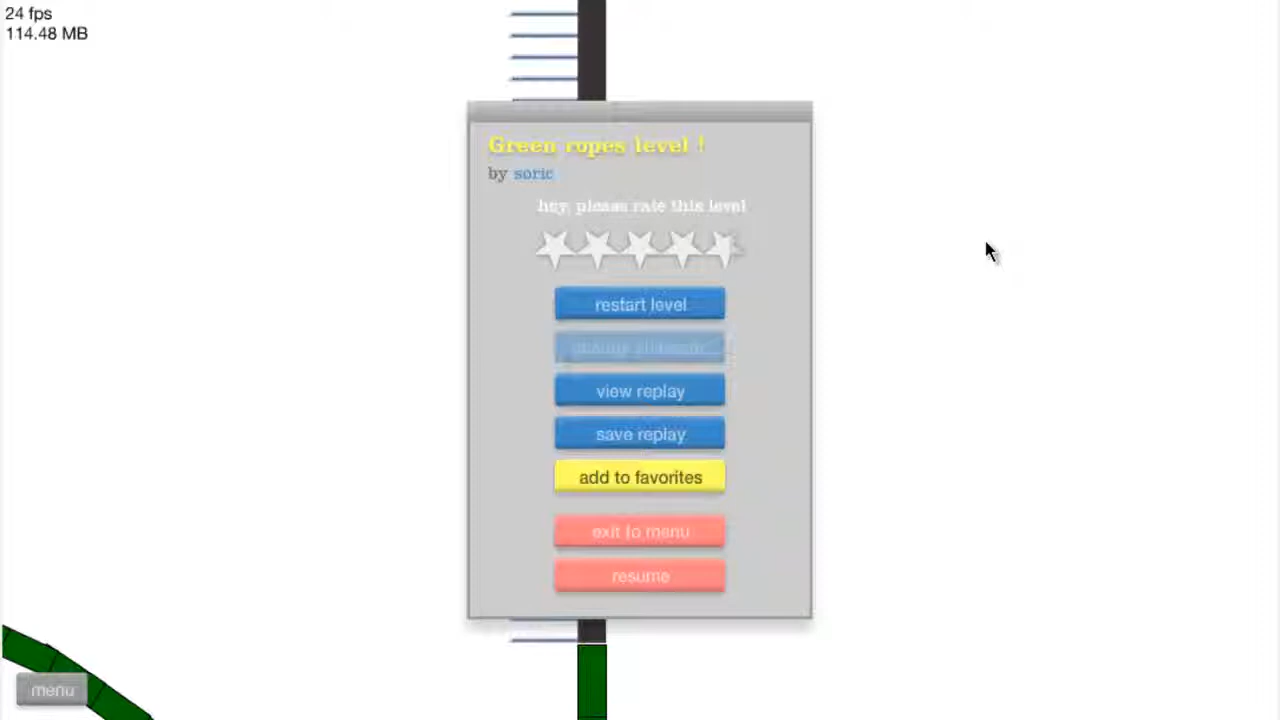 24 fps
114.48 MB
Green ropes level !
by soric
hey, please rate this level
restart level
view replay
save replay
add to favorites
exit to menu
resume
menu